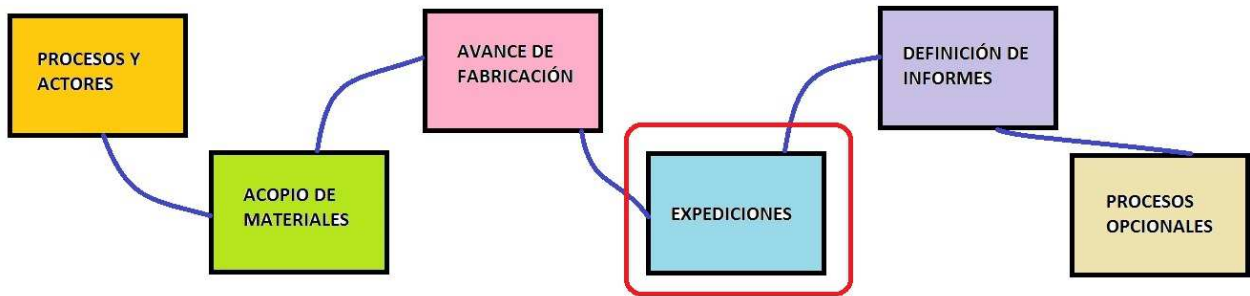 PROCESOS Y
ACTORES
ACOPIO DE
MATERIALES
AVANCE DE
FABRICACIÓN
EXPEDICIONES
DEFINICIÓN DE
INFORMES
PROCESOS
OPCIONALES